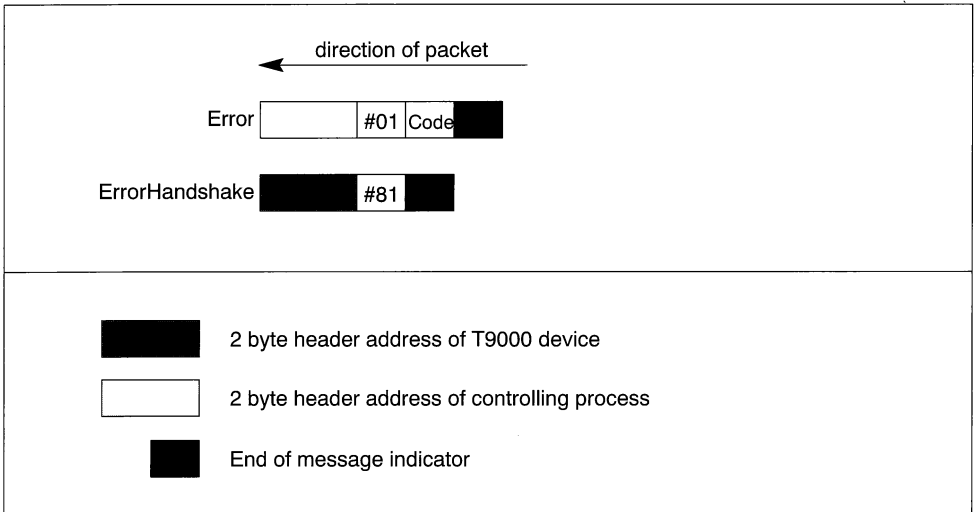 direction of packet
Error #01 Code
ErrorHandshake #81
2 byte header address of T9000 device
2 byte header address of controlling process
End of message indicator